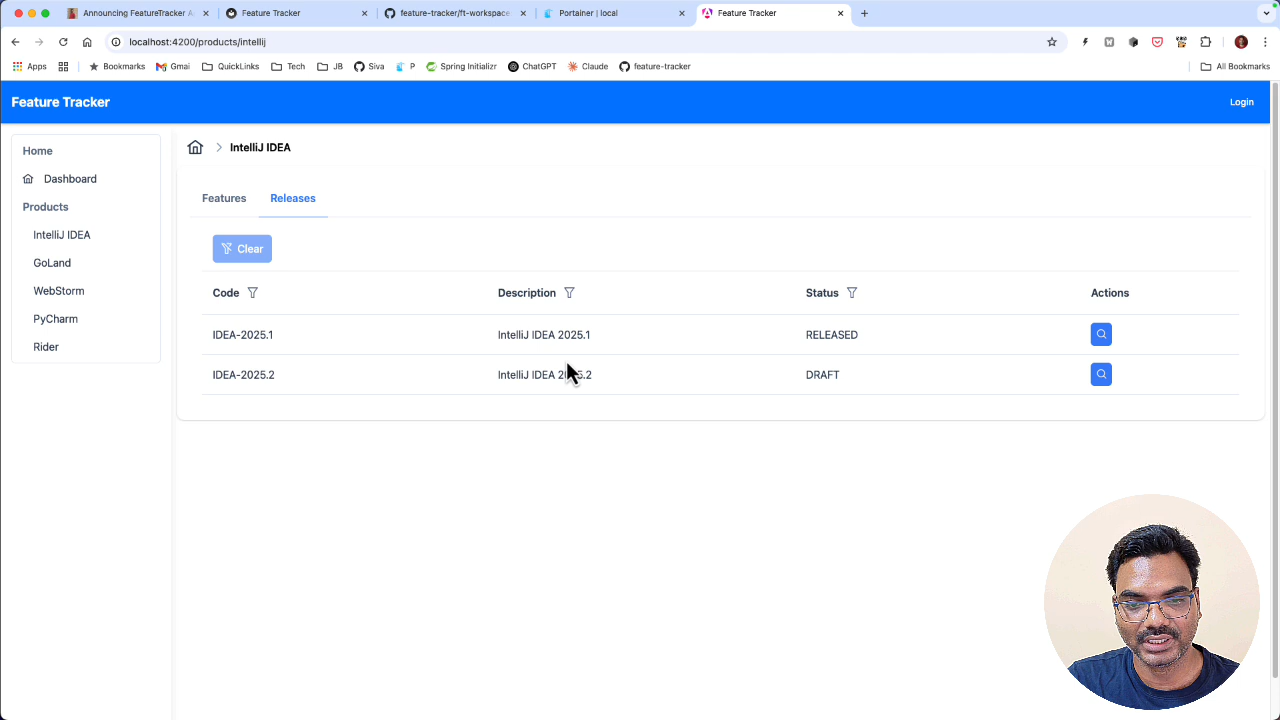 Announcing FeatureTracker A
Feature Tracker
feature-tracker/ft-workspace
Portainer | local
Feature Tracker
localhost:4200/products/intellij
Apps
Bookmarks
Gmai
QuickLinks
Tech
JB
Siva
P
Spring Initializr
ChatGPT
Claude
feature-tracker
All Bookmarks
Feature Tracker
Login
Home
Dashboard
Products
IntelliJ IDEA
GoLand
WebStorm
PyCharm
Rider
IntelliJ IDEA
Features Releases
Clear
Code Description Status Actions
IDEA-2025.1 IntelliJ IDEA 2025.1 RELEASED
IDEA-2025.2 IntelliJ IDEA 2025.2 DRAFT